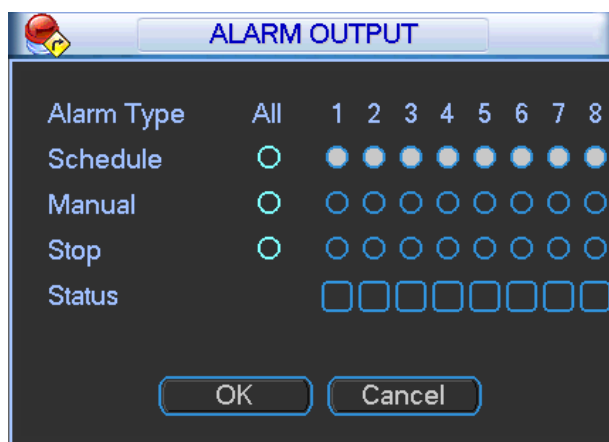 ALARM OUTPUT
Alarm Type All 1 2 3 4 5 6 7 8
Schedule
Manual
Stop
Status
OK Cancel